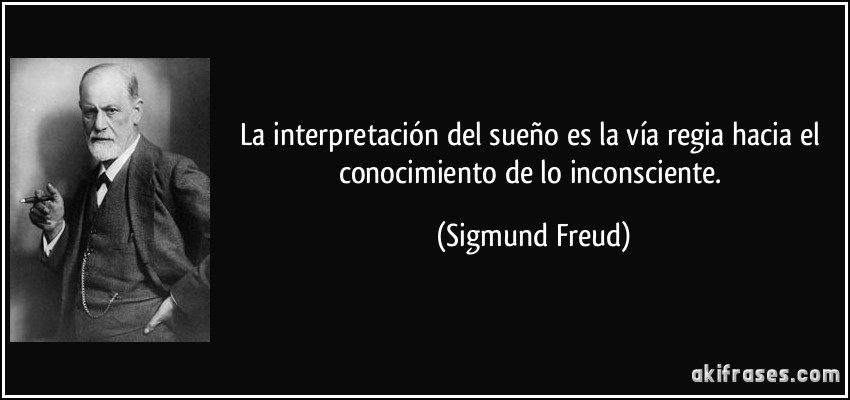 La interpretación del sueño es la vía regia hacia el
conocimiento de lo inconsciente.
(Sigmund Freud)
akifrases.com